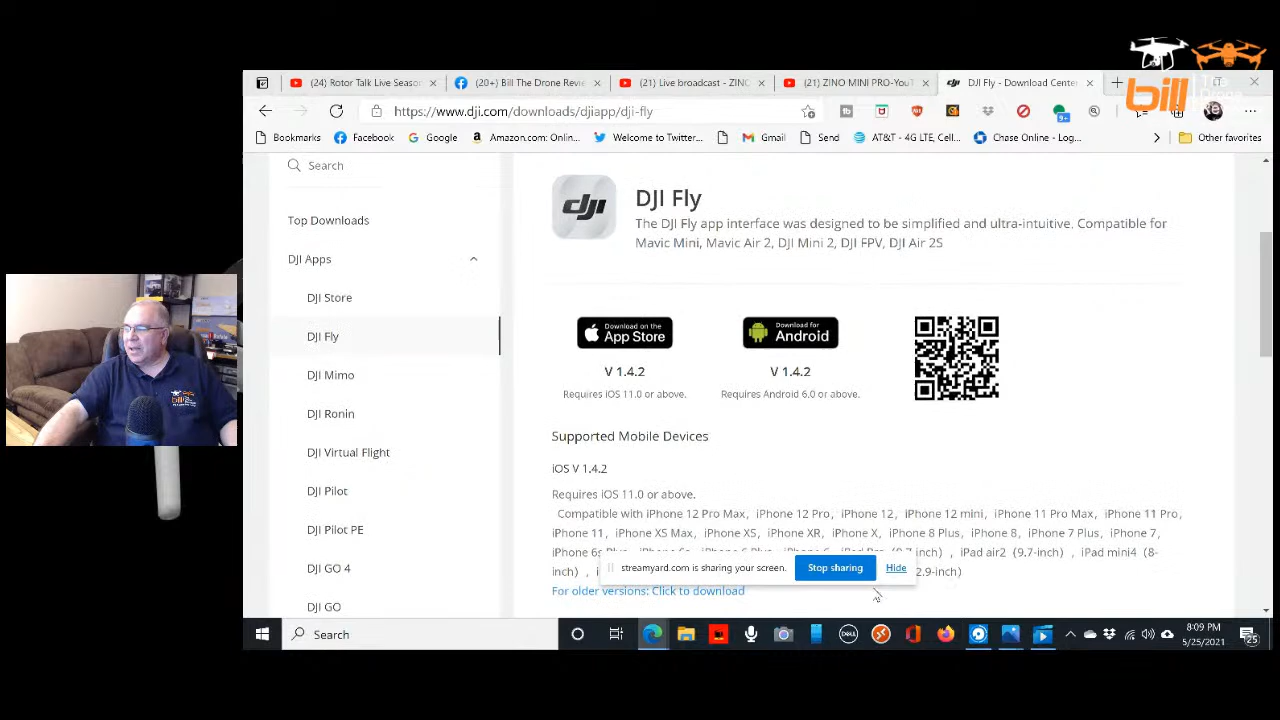 (24) Rotor Talk Live Seaso
(20+) Bill The Drone Revie
(21) Live broadcast - ZINO
(21) ZINO MINI PRO-YouT
DJI Fly - Download Center
bill The
https://www.dji.com/downloads/djiapp/dji-fly
9+
Bookmarks
Facebook
Google
Amazon.com: Onlin...
Welcome to Twitter...
Gmail
Send
AT&T - 4G LTE, Cell...
Chase Online - Log...
Other favorites
Search
Top Downloads
DJI Apps
DJI Store
DJI Fly
DJI Mimo
DJI Ronin
DJI Virtual Flight
DJI Pilot
DJI Pilot PE
DJI GO 4
DJI GO
dji
DJI Fly
The DJI Fly app interface was designed to be simplified and ultra-intuitive. Compatible for
Mavic Mini, Mavic Air 2, DJI Mini 2, DJI FPV, DJI Air 2S
Download on the
App Store
V 1.4.2
Requires iOS 11.0 or above.
Download for
Android
V 1.4.2
Requires Android 6.0 or above.
Supported Mobile Devices
iOS V 1.4.2
Requires iOS 11.0 or above.
Compatible with iPhone 12 Pro Max, iPhone 12 Pro, iPhone 12, iPhone 12 mini, iPhone 11 Pro Max, iPhone 11 Pro,
iPhone 11, iPhone XS Max, iPhone XS, iPhone XR, iPhone X, iPhone 8 Plus, iPhone 8, iPhone 7 Plus, iPhone 7,
iPhone 6s inch), iPad air2 (9.7-inch), iPad mini4 (8-
inch), 2.9-inch)
streamyard.com is sharing your screen.
Stop sharing
Hide
For older versions: Click to download
bill
Search
DELL
8:09 PM
5/25/2021
25